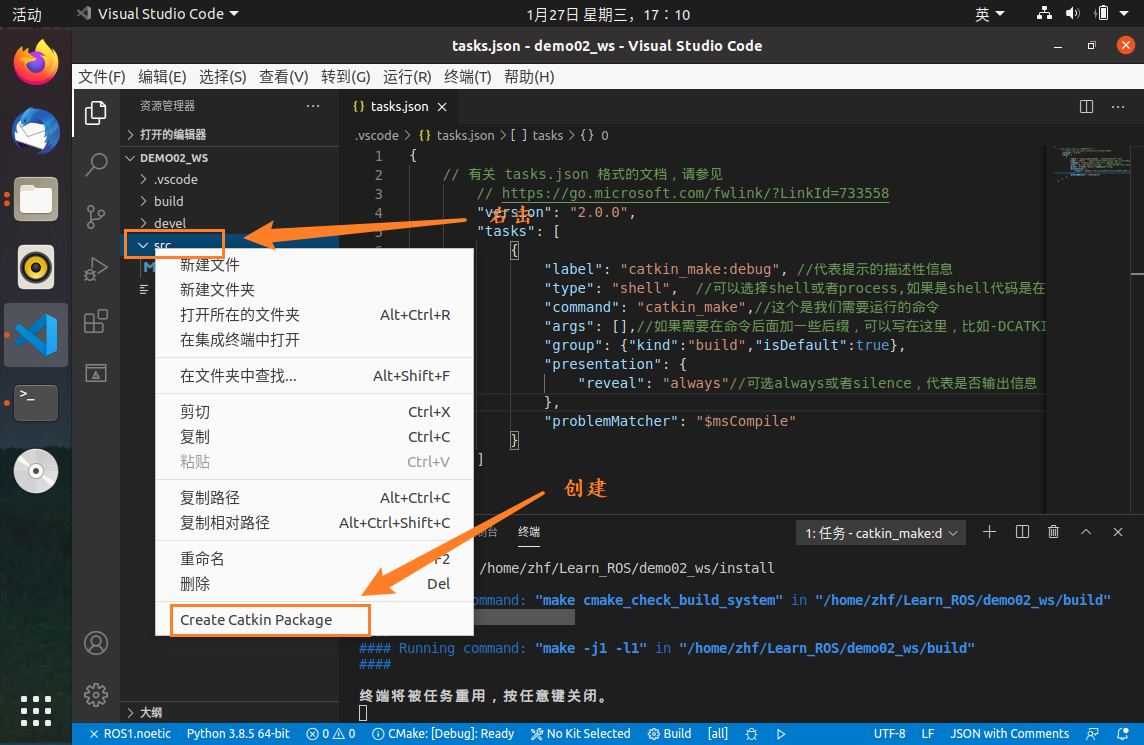 活动
Visual Studio Code
1月27日 星期三，17：10
英
tasks.json - demo02_ws - Visual Studio Code
文件(F) 编辑(E) 选择(S) 查看(V) 转到(G) 运行(R) 终端(T) 帮助(H)
资源管理器 ···
打开的编辑器
DEMO02_WS
.vscode
build
devel
src
右击
新建文件
新建文件夹
打开所在的文件夹 Alt+Ctrl+R
在集成终端中打开
在文件夹中查找... Alt+Shift+F
剪切 Ctrl+X
复制 Ctrl+C
粘贴 Ctrl+V
复制路径 Alt+Ctrl+C
复制相对路径 Alt+Ctrl+Shift+C
重命名 F2
删除 Del
Create Catkin Package
创建
大纲
{} tasks.json ×
.vscode > {} tasks.json > [ ] tasks > {} 0
1 {
2 // 有关 tasks.json 格式的文档，请参见
3 // https://go.microsoft.com/fwlink/?LinkId=733558
4 "version": "2.0.0",
5 "tasks": [
{
"label": "catkin_make:debug", //代表提示的描述性信息
"type": "shell", //可以选择shell或者process,如果是shell代码是在
"command": "catkin_make",//这个是我们需要运行的命令
"args": [],//如果需要在命令后面加一些后缀，可以写在这里，比如-DCATKI
"group": {"kind":"build","isDefault":true},
"presentation": {
"reveal": "always"//可选always或者silence，代表是否输出信息
},
"problemMatcher": "$msCompile"
}
]
制台 终端
1: 任务 - catkin_make:d
/home/zhf/Learn_ROS/demo02_ws/install
ommand: "make cmake_check_build_system" in "/home/zhf/Learn_ROS/demo02_ws/build"
#### Running command: "make -j1 -l1" in "/home/zhf/Learn_ROS/demo02_ws/build"
####
终端将被任务重用，按任意键关闭。
ROS1.noetic Python 3.8.5 64-bit 0 0 CMake: [Debug]: Ready No Kit Selected Build [all] UTF-8 LF JSON with Comments